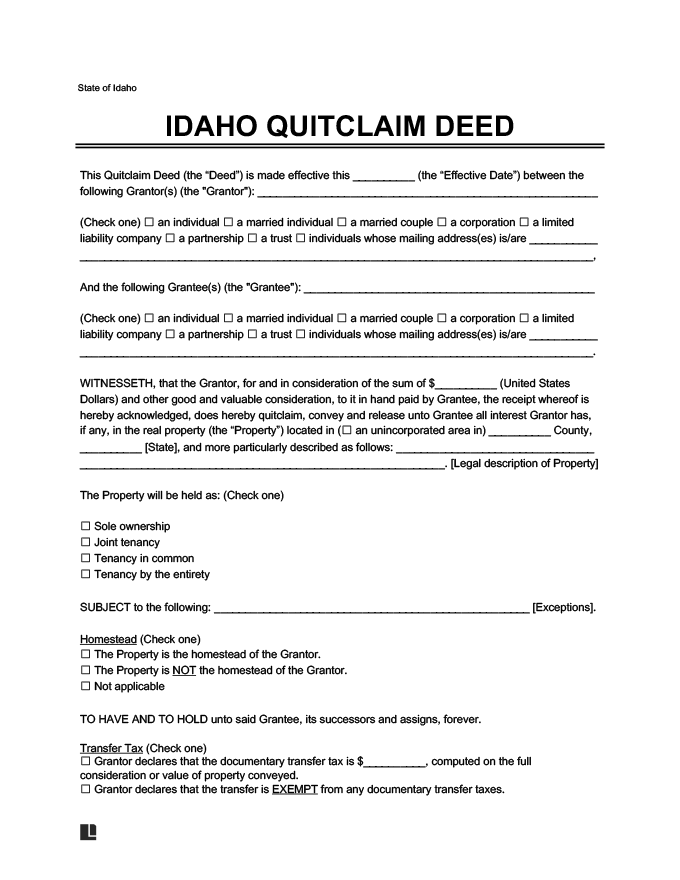 State of Idaho
IDAHO QUITCLAIM DEED
This Quitclaim Deed (the “Deed”) is made effective this __________ (the “Effective Date”) between the
following Grantor(s) (the "Grantor"): _______________________________________________________
(Check one) ☐ an individual ☐ a married individual ☐ a married couple ☐ a corporation ☐ a limited
liability company ☐ a partnership ☐ a trust ☐ individuals whose mailing address(es) is/are ___________
___________________________________________________________________________________,
And the following Grantee(s) (the "Grantee"): _______________________________________________
(Check one) ☐ an individual ☐ a married individual ☐ a married couple ☐ a corporation ☐ a limited
liability company ☐ a partnership ☐ a trust ☐ individuals whose mailing address(es) is/are ___________
___________________________________________________________________________________.
WITNESSETH, that the Grantor, for and in consideration of the sum of $__________ (United States
Dollars) and other good and valuable consideration, to it in hand paid by Grantee, the receipt whereof is
hereby acknowledged, does hereby quitclaim, convey and release unto Grantee all interest Grantor has,
if any, in the real property (the “Property”) located in (☐ an unincorporated area in) __________ County,
__________ [State], and more particularly described as follows: ________________________________
___________________________________________________________. [Legal description of Property]
The Property will be held as: (Check one)
☐ Sole ownership
☐ Joint tenancy
☐ Tenancy in common
☐ Tenancy by the entirety
SUBJECT to the following: ___________________________________________________ [Exceptions].
Homestead (Check one)
☐ The Property is the homestead of the Grantor.
☐ The Property is NOT the homestead of the Grantor.
☐ Not applicable
TO HAVE AND TO HOLD unto said Grantee, its successors and assigns, forever.
Transfer Tax (Check one)
☐ Grantor declares that the documentary transfer tax is $__________, computed on the full
consideration or value of property conveyed.
☐ Grantor declares that the transfer is EXEMPT from any documentary transfer taxes.